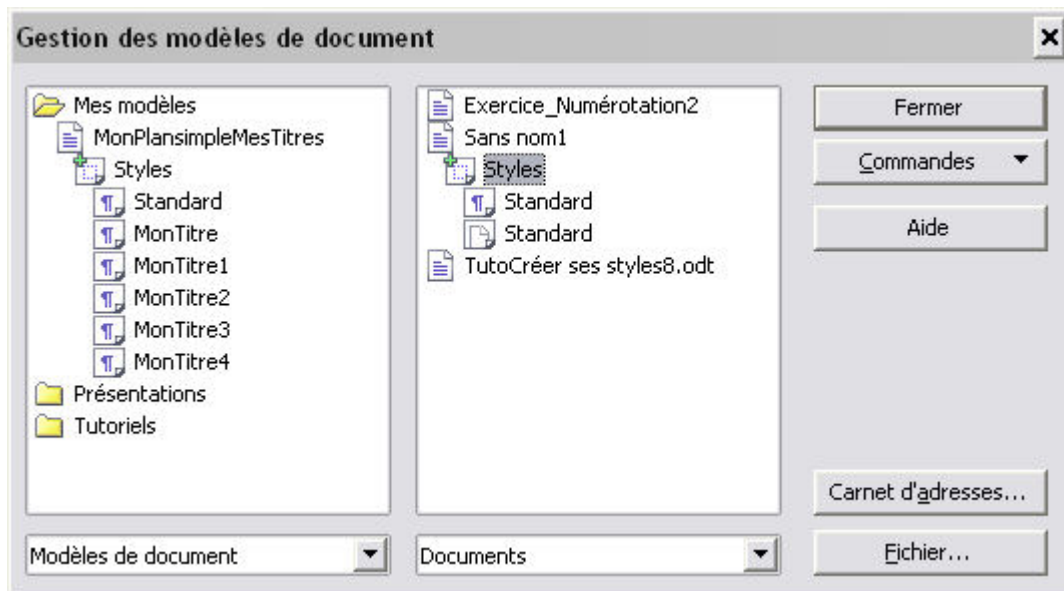 Gestion des modèles de document
Mes modèles
MonPlansimpleMesTitres
Styles
Standard
MonTitre
MonTitre1
MonTitre2
MonTitre3
MonTitre4
Présentations
Tutoriels
Modèles de document
Exercice_Numérotation2
Sans nom1
Styles
Standard
Standard
TutoCréer ses styles8.odt
Documents
Fermer
Commandes
Aide
Carnet d'adresses...
Fichier...